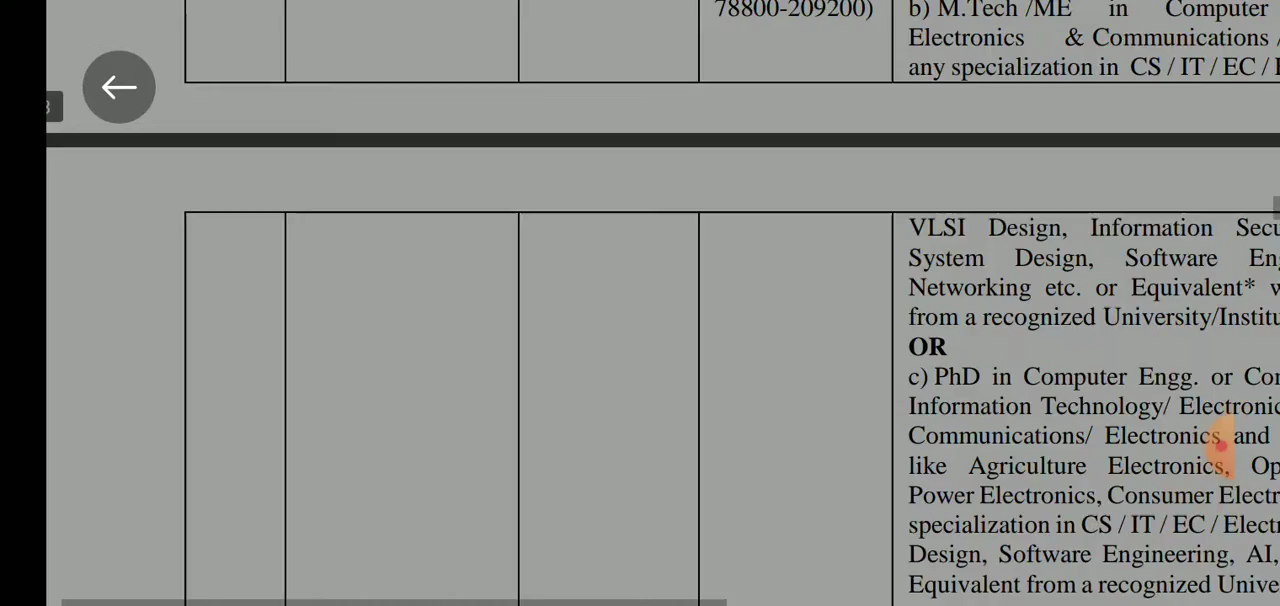 78800-209200)
b) M.Tech /ME in Computer
Electronics & Communications /
any specialization in CS / IT / EC /
VLSI Design, Information
System Design, Software
Networking etc. or Equivalent*
from a recognized
OR
c) PhD in Computer Engg. or
Information Technology/
Communications/ Electronics and
like Agriculture Electronics,
Power Electronics, Consumer
specialization in CS / IT / EC /
Design, Software Engineering, AI,
Equivalent from a recognized